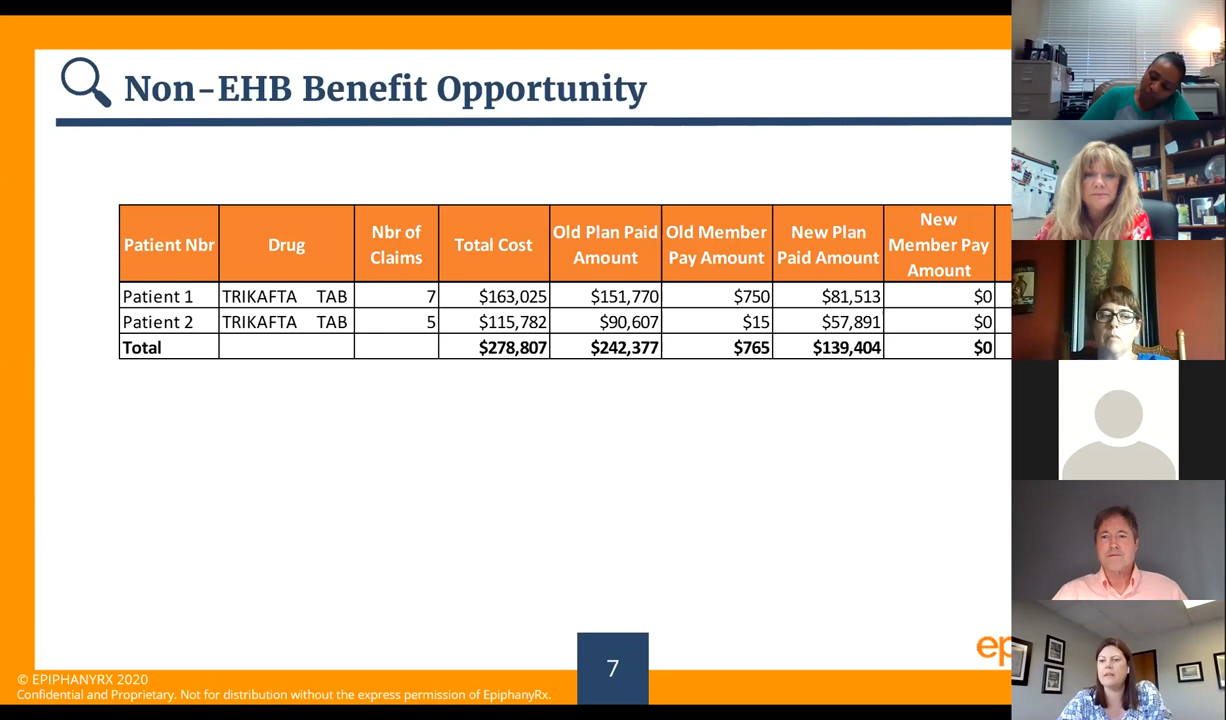 Non-EHB Benefit Opportunity
Patient Nbr Drug Nbr of Claims Total Cost Old Plan Paid Amount Old Member Pay Amount New Plan Paid Amount New Member Pay Amount
Patient 1 TRIKAFTA TAB 7 $163,025 $151,770 $750 $81,513 $0
Patient 2 TRIKAFTA TAB 5 $115,782 $90,607 $15 $57,891 $0
Total $278,807 $242,377 $765 $139,404 $0
ep
7
© EPIPHANYRX 2020
Confidential and Proprietary. Not for distribution without the express permission of EpiphanyRx.